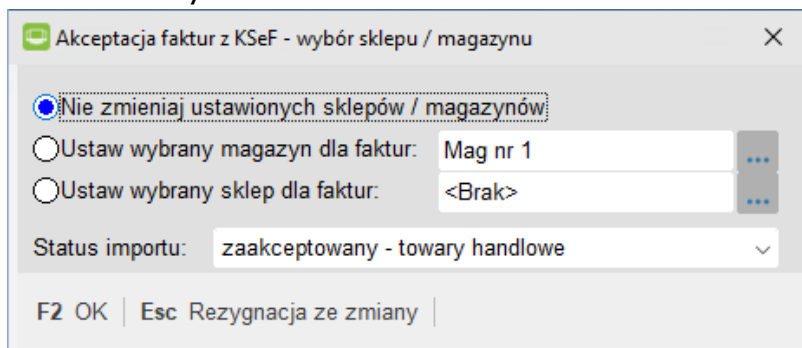 Akceptacja faktur z KSeF - wybór sklepu / magazynu
Nie zmieniaj ustawionych sklepów / magazynów
Ustaw wybrany magazyn dla faktur: Mag nr 1 ...
Ustaw wybrany sklep dla faktur: <Brak> ...
Status importu: zaakceptowany - towary handlowe
F2 OK | Esc Rezygnacja ze zmiany |